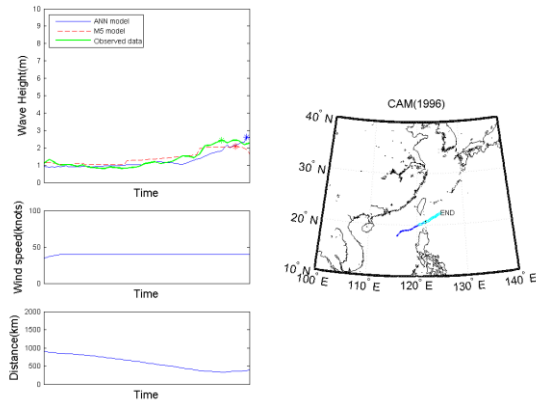 10
9
8
7
6
5
4
3
2
1
0
ANN model
M5 model
Observed data
Wave Height(m)
Time
100
50
0
Wind speed(knots)
Time
2000
1500
1000
500
0
Distance(km)
Time
CAM(1996)
40° N
30° N
20° N
10° N
END
100° E
110° E
120° E
130° E
140° E